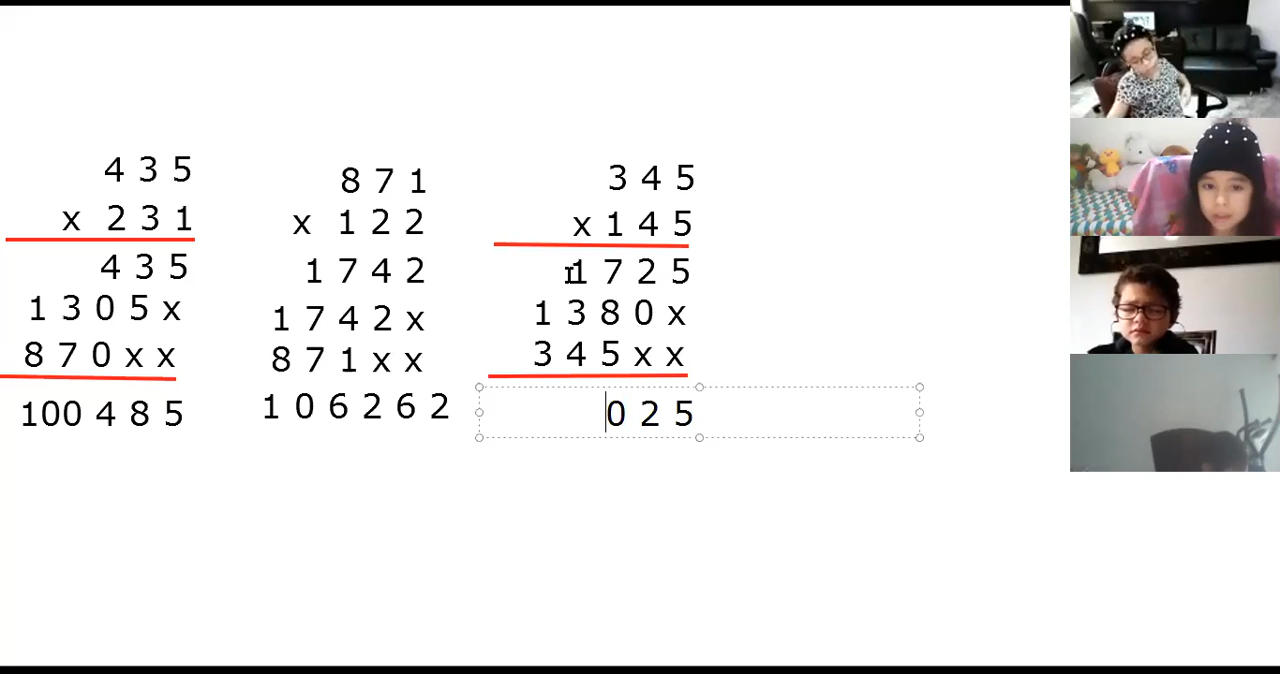 4 3 5
x 2 3 1
4 3 5
1 3 0 5 x
8 7 0 x x
100 4 8 5
8 7 1
x 1 2 2
1 7 4 2
1 7 4 2 x
8 7 1 x x
1 0 6 2 6 2
3 4 5
x 1 4 5
1 7 2 5
1 3 8 0 x
3 4 5 x x
0 2 5